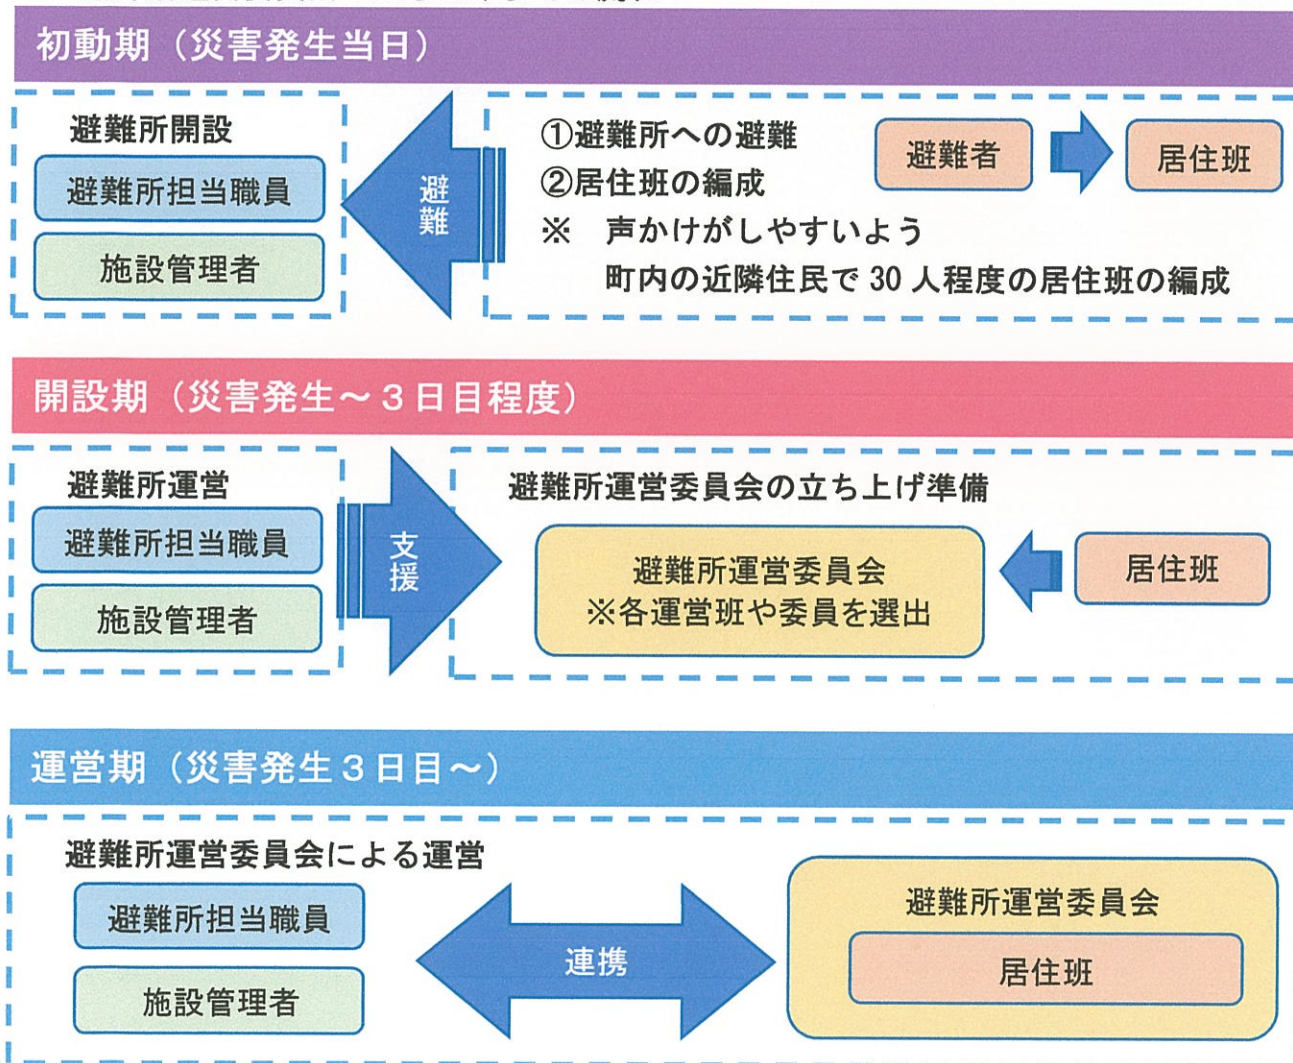 初動期（災害発生当日）
避難所開設
避難所担当職員
施設管理者
避難
①避難所への避難
②居住班の編成
※　声かけがしやすいよう
町内の近隣住民で 30 人程度の居住班の編成
避難者
居住班
開設期（災害発生～３日目程度）
避難所運営
避難所担当職員
施設管理者
支援
避難所運営委員会の立ち上げ準備
避難所運営委員会
※各運営班や委員を選出
居住班
運営期（災害発生３日目～）
避難所運営委員会による運営
避難所担当職員
施設管理者
連携
避難所運営委員会
居住班